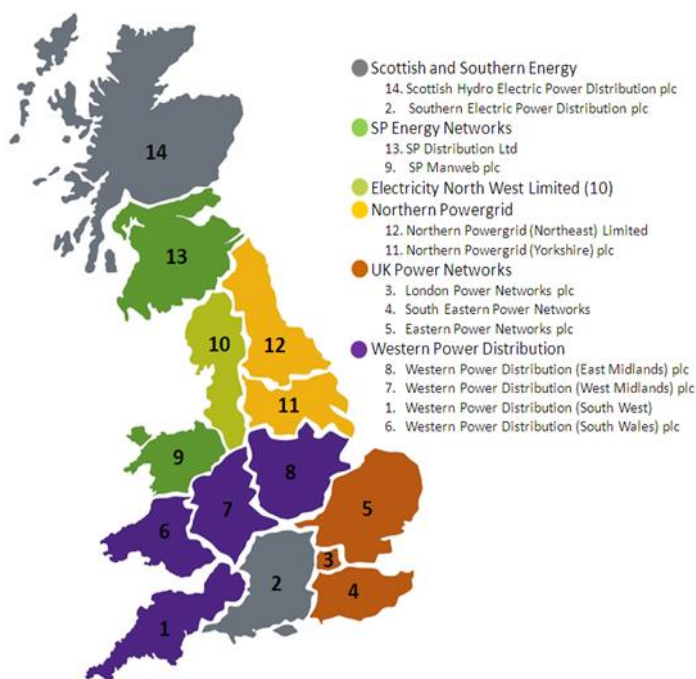 Scottish and Southern Energy
14. Scottish Hydro Electric Power Distribution plc
2. Southern Electric Power Distribution plc
SP Energy Networks
13. SP Distribution Ltd
9. SP Manweb plc
Electricity North West Limited (10)
Northern Powergrid
12. Northern Powergrid (Northeast) Limited
11. Northern Powergrid (Yorkshire) plc
UK Power Networks
3. London Power Networks plc
4. South Eastern Power Networks
5. Eastern Power Networks plc
Western Power Distribution
8. Western Power Distribution (East Midlands) plc
7. Western Power Distribution (West Midlands) plc
1. Western Power Distribution (South West)
6. Western Power Distribution (South Wales) plc
14
13
10
12
11
9
8
7
5
6
3
2
4
1